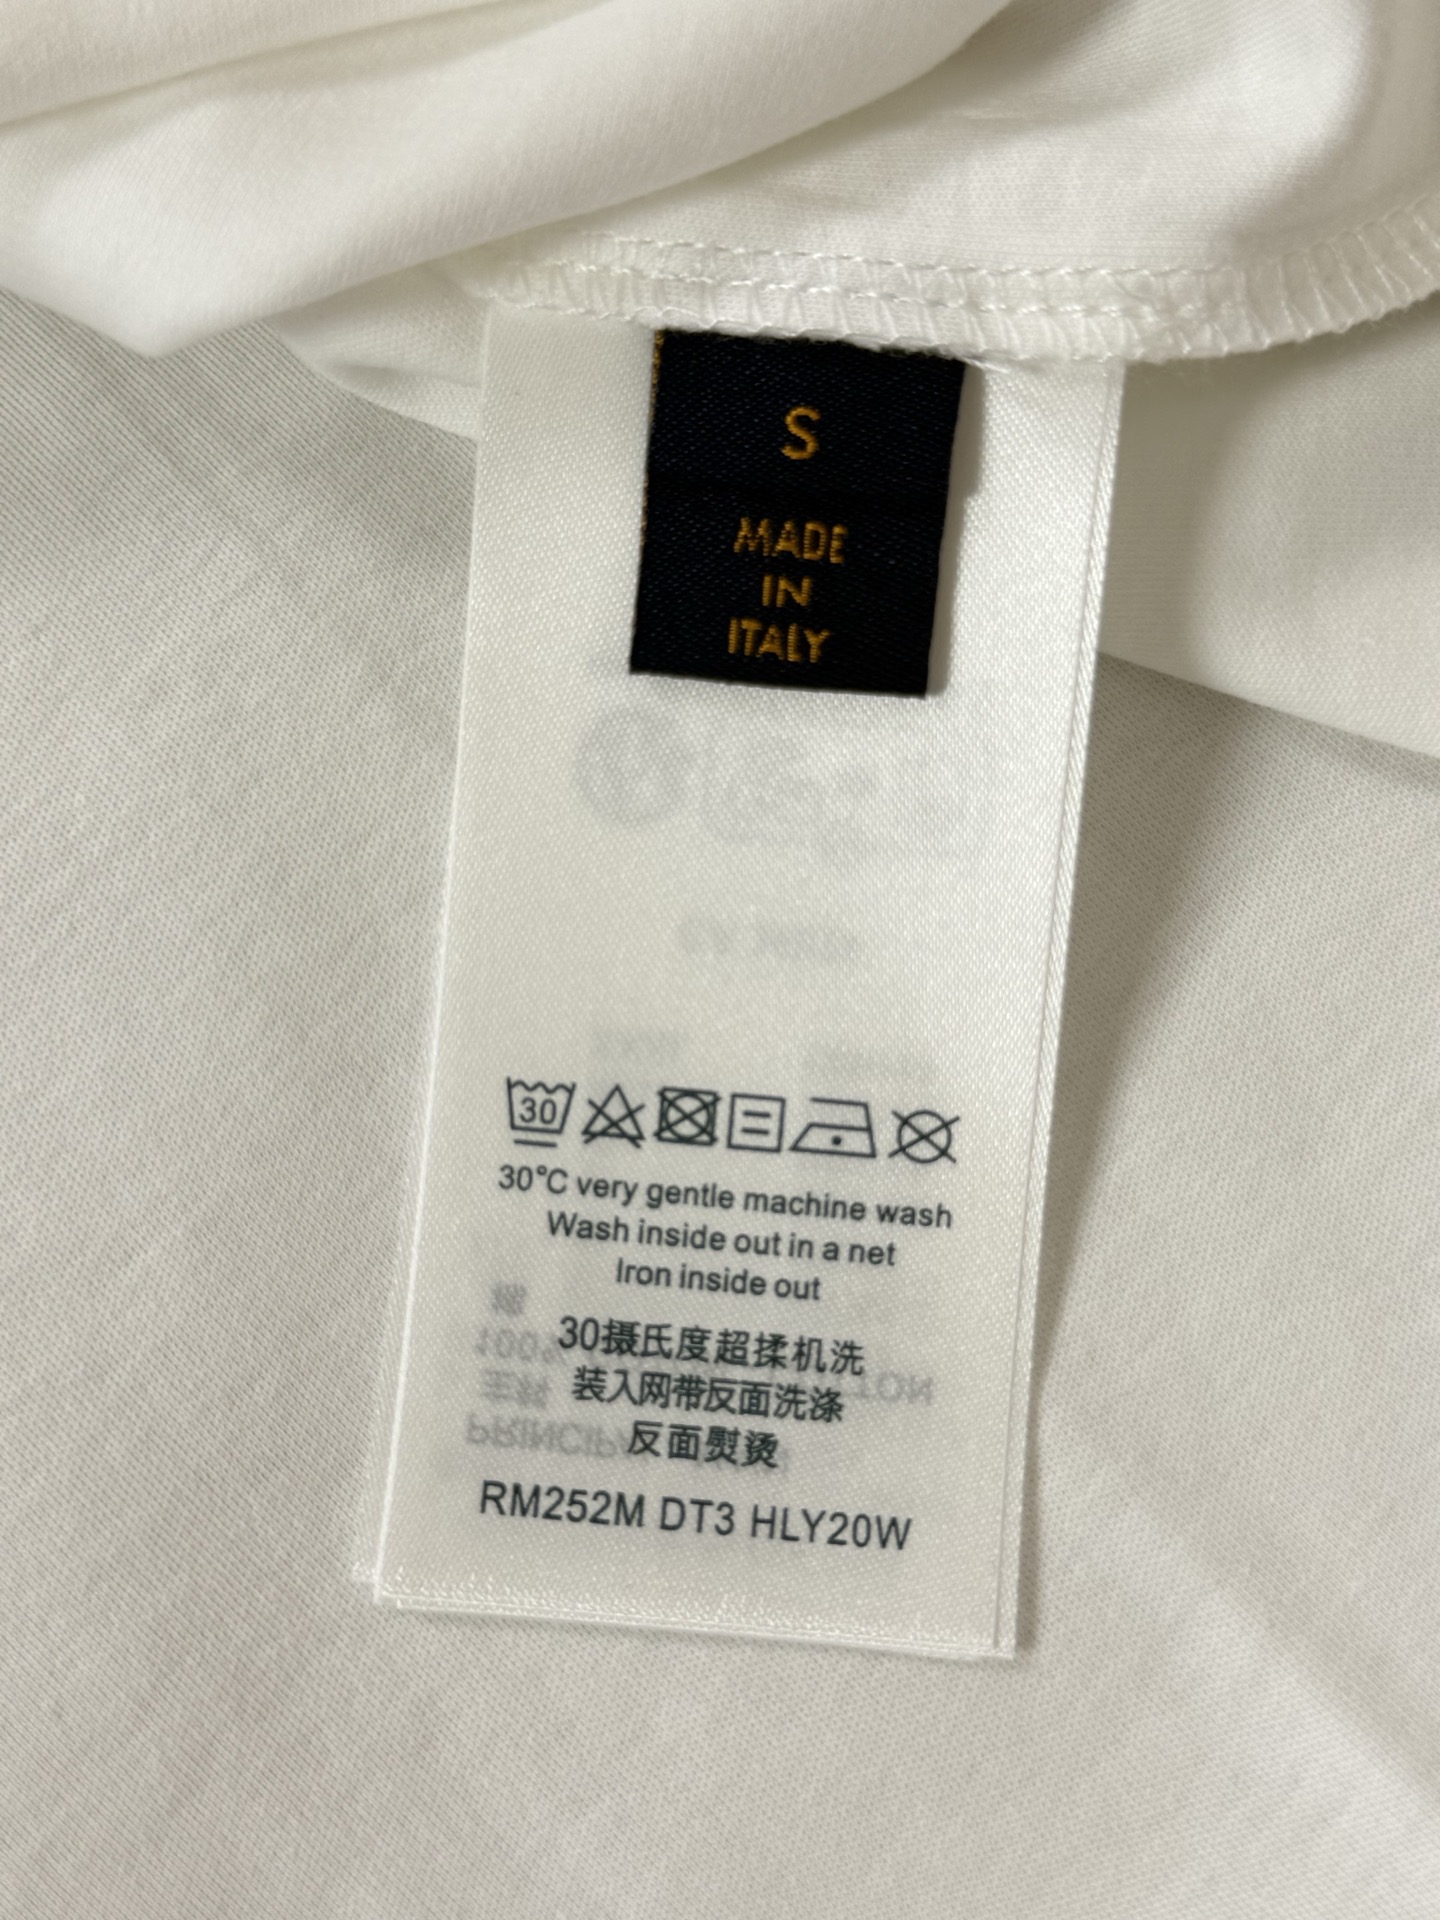 S
MADE
IN
ITALY
30
30°C very gentle machine wash
Wash inside out in a net
Iron inside out
30摄氏度超揉机洗
装入网带反面洗涤
反面熨烫
RM252M DT3 HLY20W